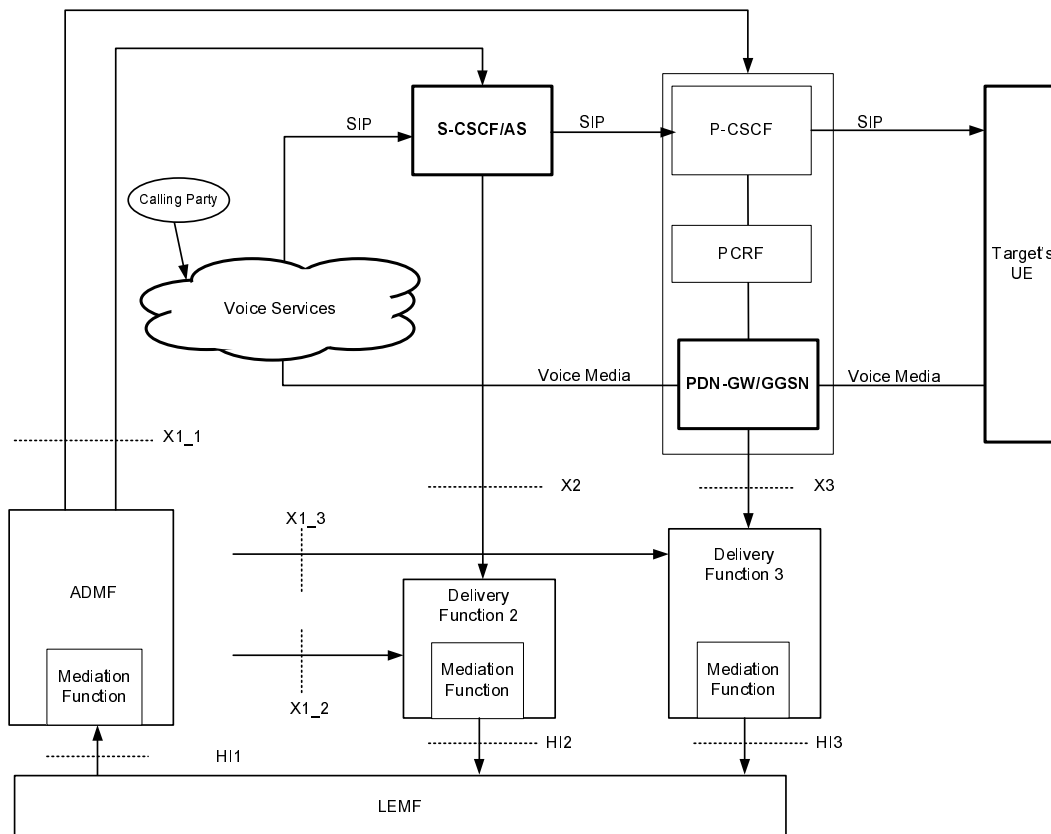 SIP
S-CSCF/AS
SIP
P-CSCF
SIP
Calling Party
PCRF
Target's
UE
Voice Services
Voice Media
PDN-GW/GGSN
Voice Media
X1_1
X2
X3
X1_3
Delivery
Function 3
ADMF
Delivery
Function 2
Mediation
Function
Mediation
Function
Mediation
Function
X1_2
HI1
HI2
HI3
LEMF